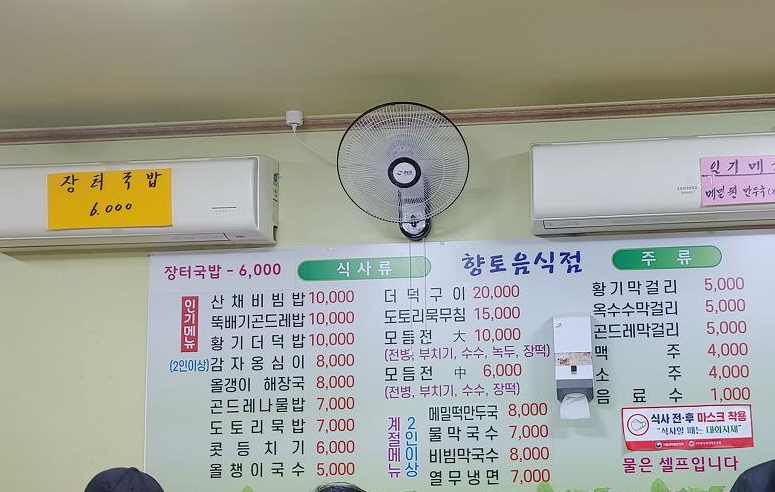 장터국밥
6.000
인기메
메밀찐만두국
SAMSUNG
장터국밥 - 6,000
식사류
향토음식점
주류
인기메뉴
산채비빔밥 10,000
뚝배기곤드레밥 10,000
황기더덕밥 10,000
(2인이상) 감자옹심이 8,000
올갱이 해장국 8,000
곤드레나물밥 7,000
도토리묵밥 7,000
콧등치기 6,000
올챙이국수 5,000
더덕구이 20,000
도토리묵무침 15,000
모듬전 大 10,000
(전병, 부치기, 수수, 녹두, 장떡)
모듬전 中 6,000
(전병, 부치기, 수수, 장떡)
계절메뉴
2인이상
메밀떡만두국 8,000
물막국수 7,000
비빔막국수 8,000
열무냉면 7,000
황기막걸리 5,000
옥수수막걸리 5,000
곤드레막걸리 5,000
맥주 4,000
소주 4,000
음료수 1,000
식사 전·후 마스크 착용
"식사할 때는 대화자제"
물은 셀프입니다